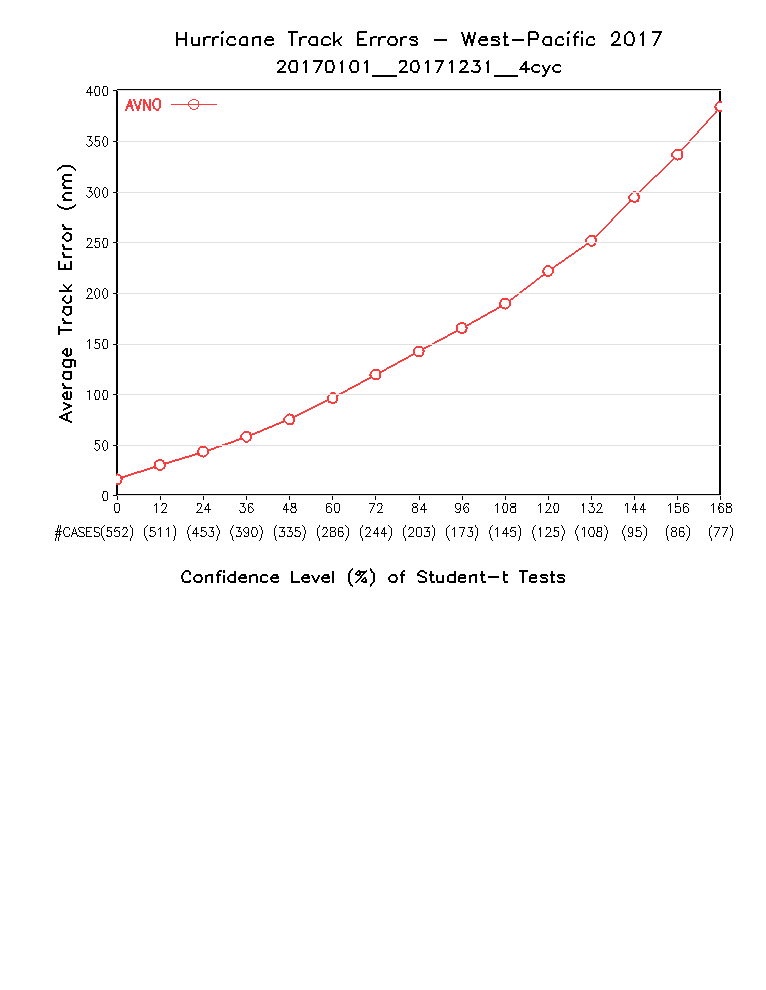 Hurricane Track Errors - West-Pacific 2017
20170101__20171231__4cyc
AVNO
Average Track Error (nm)
400
350
300
250
200
150
100
50
0
0 12 24 36 48 60 72 84 96 108 120 132 144 156 168
#CASES(552) (511) (453) (390) (335) (286) (244) (203) (173) (145) (125) (108) (95) (86) (77)
Confidence Level (%) of Student-t Tests